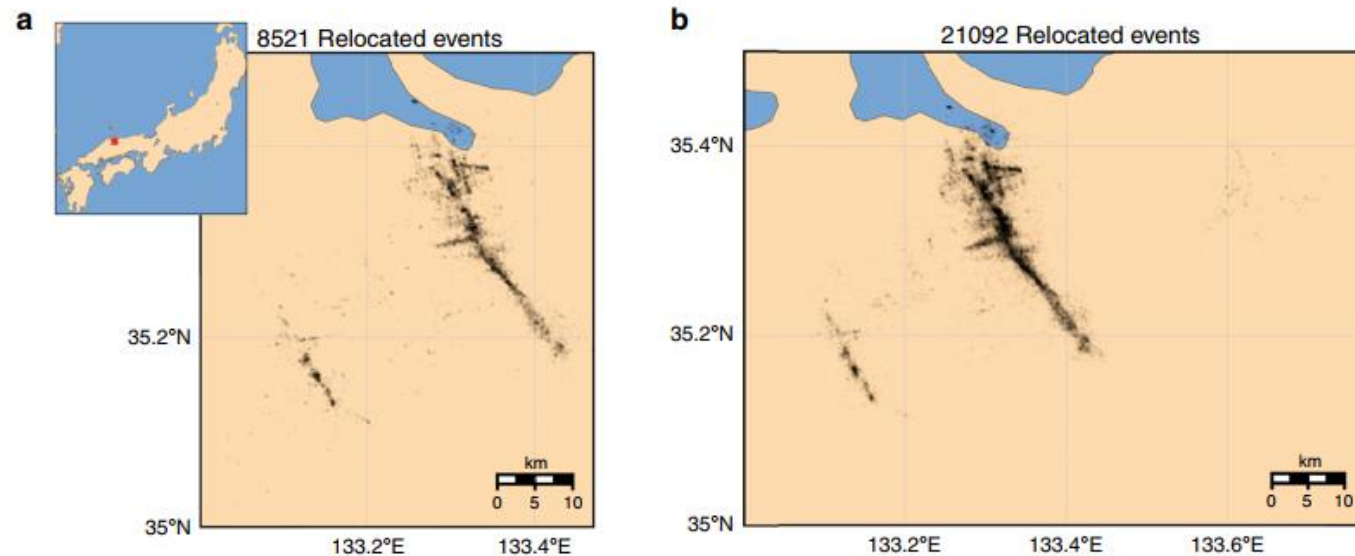 a
8521 Relocated events
35.2°N
35°N
133.2°E 133.4°E
km
0 5 10
b
21092 Relocated events
35.4°N
35.2°N
35°N
133.2°E 133.4°E 133.6°E
km
0 5 10